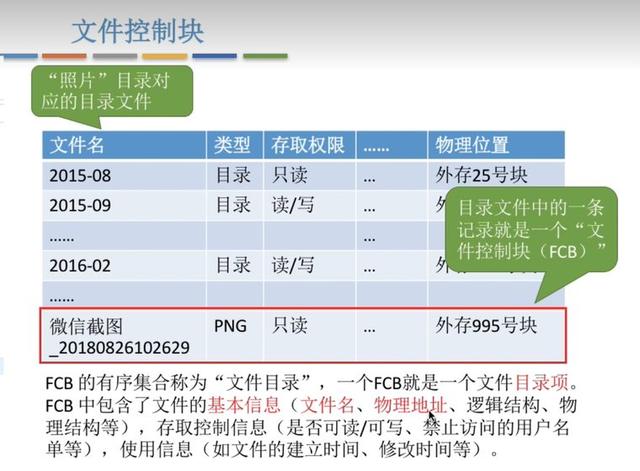 文件控制块
“照片”目录对
应的目录文件
文件名 类型 存取权限 …… 物理位置
2015-08 目录 只读 ... 外存25号块
2015-09 目录 读/写 ...
…… ...
2016-02 目录 读/写 ...
……
目录文件中的一条
记录就是一个“文
件控制块（FCB）”
微信截图 PNG 只读 ... 外存995号块
_20180826102629
FCB 的有序集合称为“文件目录”，一个FCB就是一个文件目录项。
FCB 中包含了文件的基本信息（文件名、物理地址、逻辑结构、物
理结构等），存取控制信息（是否可读/可写、禁止访问的用户名
单等），使用信息（如文件的建立时间、修改时间等）。